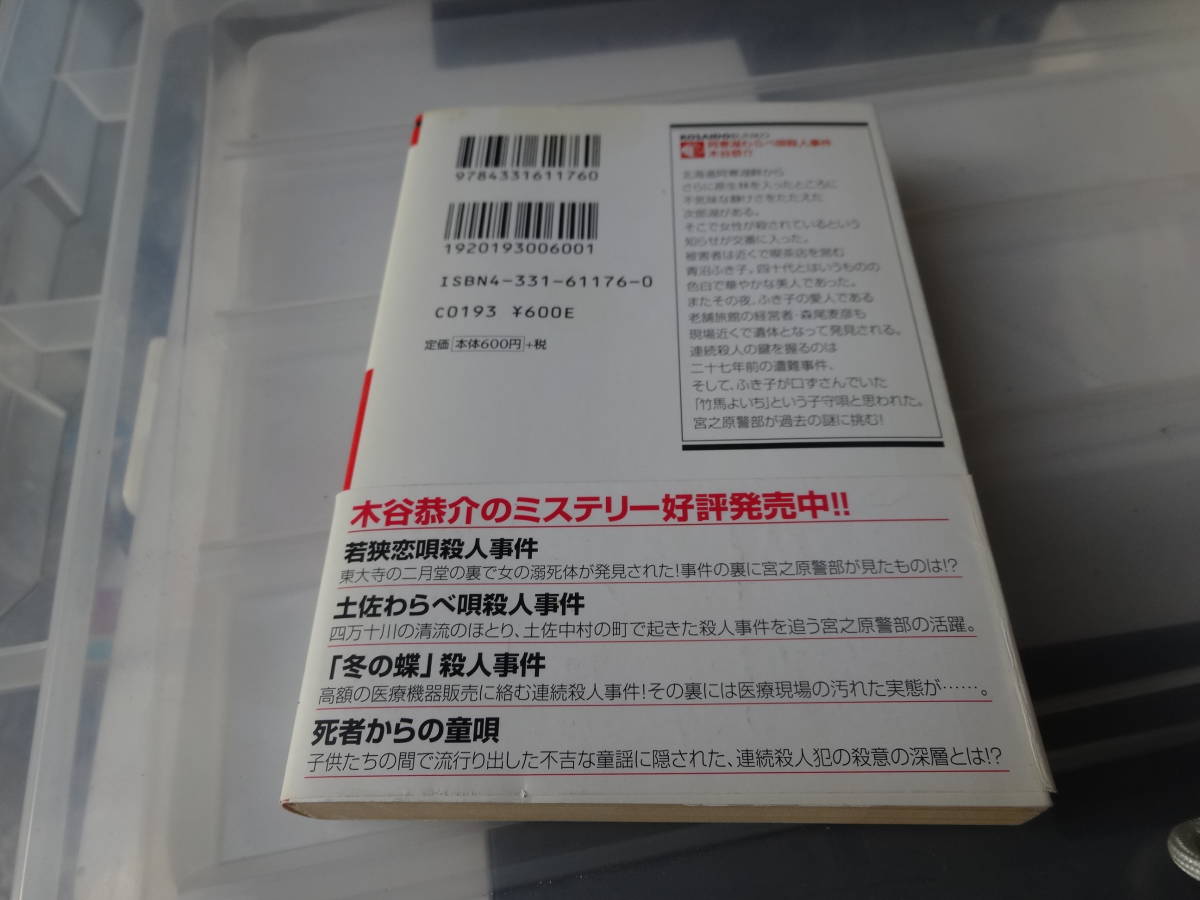 9784331611760
1920193006001
ISBN4-331-61176-0
C0193 ¥600E
定価 本体600円 +税
KOSAIDO BUNKO
阿寒湖わらべ唄殺人事件
木谷恭介
北海道阿寒湖畔から
さらに原生林を入ったところに
不気味な静けさをたたえた
次郎湖がある。
そこで女性が殺されているという
知らせが交番に入った。
被害者は近くで喫茶店を営む
青沼ふき子。四十代とはいうものの
色白で華やかな美人であった。
またその夜、ふき子の愛人である
老舗旅館の経営者・森尾麦彦も
現場近くで遺体となって発見される。
連続殺人の鍵を握るのは
二十七年前の遭難事件、
そして、ふき子が口ずさんでいた
「竹馬よいち」という子守唄と思われた。
宮之原警部が過去の謎に挑む!
木谷恭介のミステリー好評発売中!!
若狭恋唄殺人事件
東大寺の二月堂の裏で女の溺死体が発見された!事件の裏に宮之原警部が見たものは!?
土佐わらべ唄殺人事件
四万十川の清流のほとり、土佐中村の町で起きた殺人事件を追う宮之原警部の活躍。
「冬の蝶」殺人事件
高額の医療機器販売に絡む連続殺人事件!その裏には医療現場の汚れた実態が……。
死者からの童唄
子供たちの間で流行り出した不吉な童謡に隠された、連続殺人犯の殺意の深層とは!?